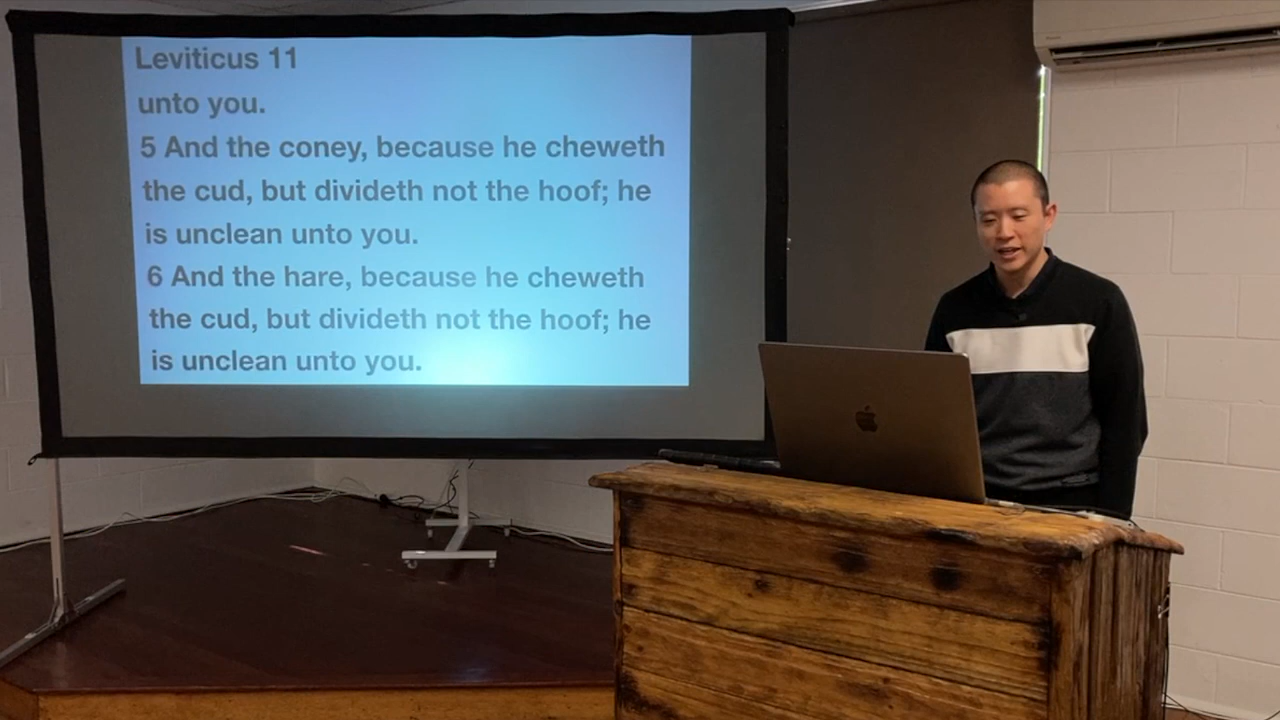 Leviticus 11
unto you.
5 And the coney, because he cheweth
the cud, but divideth not the hoof; he
is unclean unto you.
6 And the hare, because he cheweth
the cud, but divideth not the hoof; he
is unclean unto you.